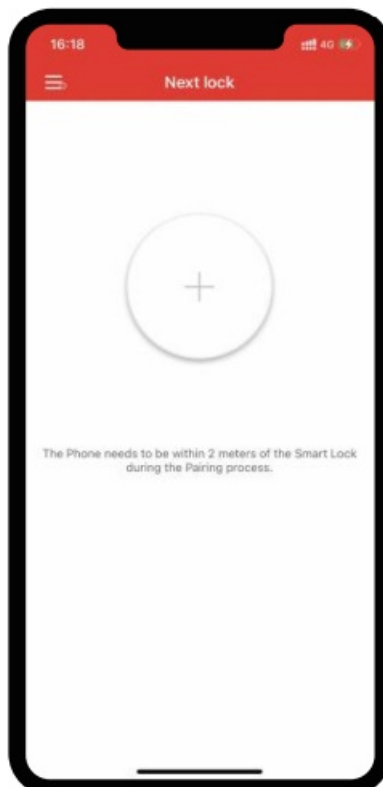 16:18
4G
Next lock
The Phone needs to be within 2 meters of the Smart Lock
during the Pairing process.